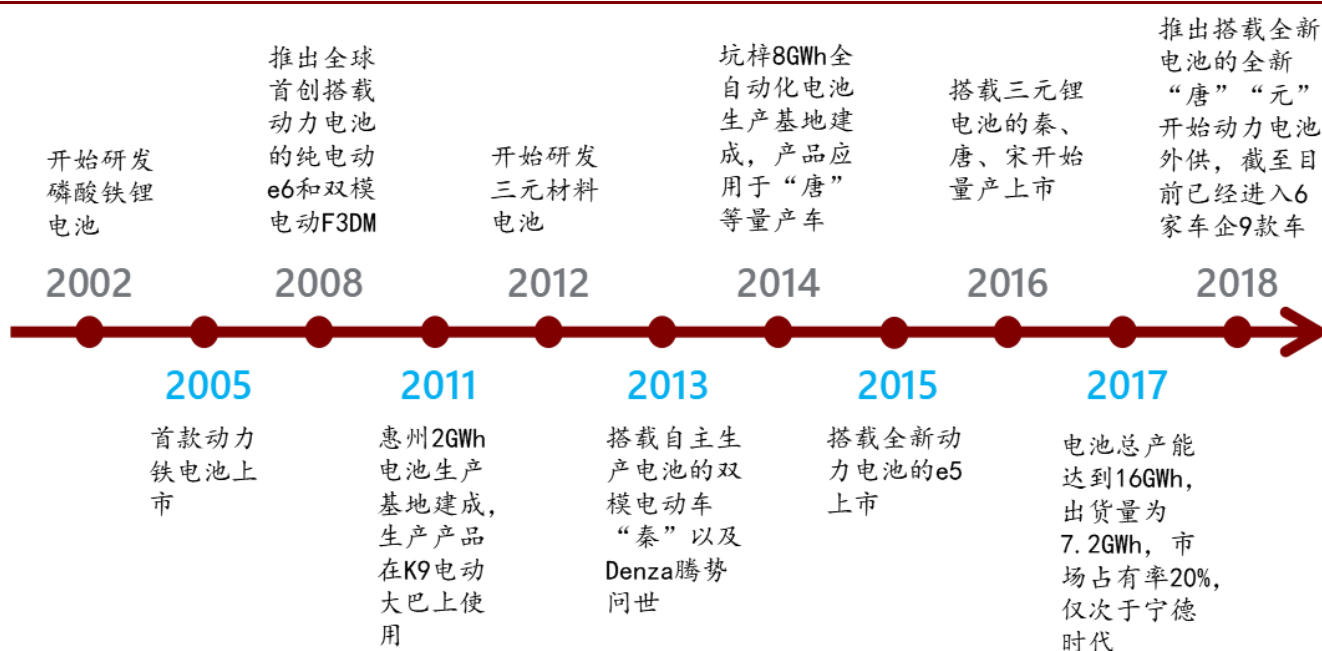 开始研发
磷酸铁锂
电池
2002
首款动力
铁电池上
市
2005
推出全球
首创搭载
动力电池
的纯电动
e6和双模
电动F3DM
2008
2011
惠州2GWh
电池生产
基地建成，
生产产品
在K9电动
大巴上使
用
开始研发
三元材料
电池
2012
2013
搭载自主生
产电池的双
模电动车
“秦”以及
Denza腾势
问世
坑梓8GWh全
自动化电池
生产基地建
成，产品应
用于“唐”
等量产车
2014
2015
搭载全新动
力电池的e5
上市
搭载三元锂
电池的秦、
唐、宋开始
量产上市
2016
2017
电池总产能
达到16GWh，
出货量为
7.2GWh，市
场占有率20%，
仅次于宁德
时代
推出搭载全新
电池的全新
“唐”“元”
开始动力电池
外供，截至目
前已经进入6
家车企9款车
2018